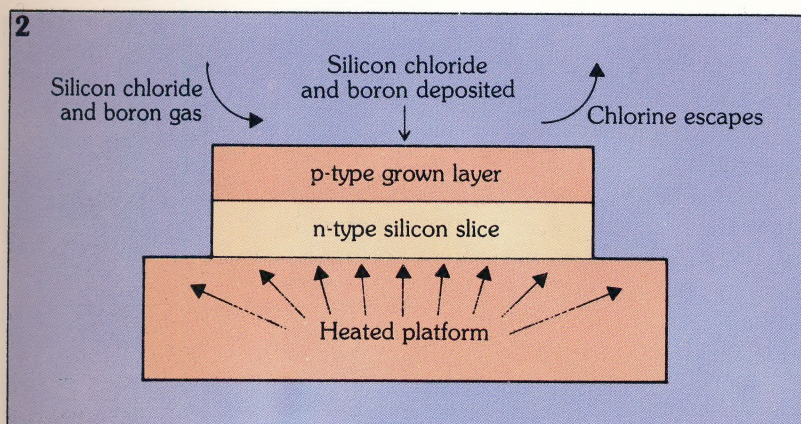 2
Silicon chloride
and boron gas
Silicon chloride
and boron deposited
Chlorine escapes
p-type grown layer
n-type silicon slice
Heated platform